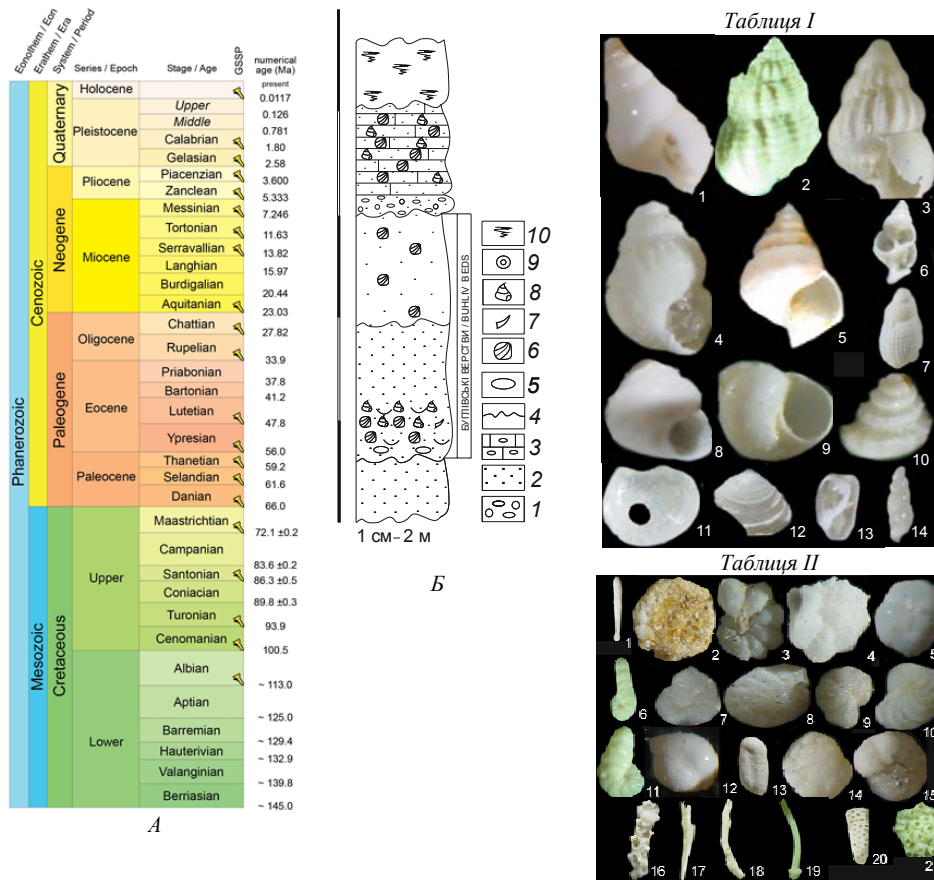 Eonothem / Eon
Erathem / Era
System / Period
Series / Epoch
Stage / Age
GSSP
numerical
age (Ma)
present
Phanerozoic
Cenozoic
Mesozoic
Quaternary
Neogene
Paleogene
Cretaceous
Holocene
0.0117
Pleistocene
Upper
0.126
Middle
0.781
Calabrian
1.80
Gelasian
2.58
Pliocene
Piacenzian
3.600
Zanclean
5.333
Miocene
Messinian
7.246
Tortonian
11.63
Serravallian
13.82
Langhian
15.97
Burdigalian
20.44
Aquitanian
23.03
Oligocene
Chattian
27.82
Rupelian
33.9
Eocene
Priabonian
37.8
Bartonian
41.2
Lutetian
47.8
Ypresian
56.0
Paleocene
Thanetian
59.2
Selandian
61.6
Danian
66.0
Upper
Maastrichtian
72.1 ±0.2
Campanian
83.6 ±0.2
Santonian
86.3 ±0.5
Coniacian
89.8 ±0.3
Turonian
93.9
Cenomanian
100.5
Lower
Albian
~ 113.0
Aptian
~ 125.0
Barremian
~ 129.4
Hauterivian
~ 132.9
Valanginian
~ 139.8
Berriasian
~ 145.0
А
БУГЛІВСЬКІ ВЕРСТВИ / BUHLIV BEDS
10
9
8
7
6
5
4
3
2
1
1 см– 2 м
Б
Таблиця I
1
2
3
4
5
6
7
8
9
10
11
12
13
14
Таблиця II
1
2
3
4
5
6
7
8
9
10
11
12
13
14
15
16
17
18
19
20